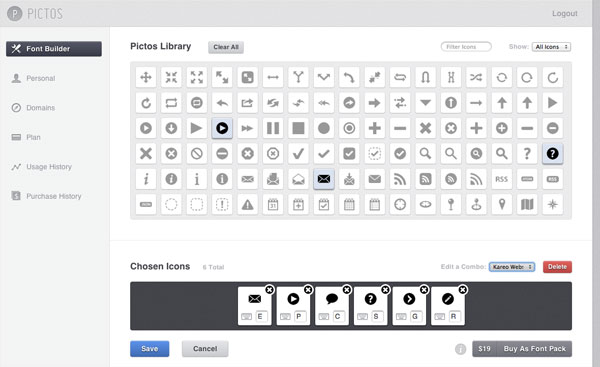 P PICTOS
Logout
Font Builder
Personal
Domains
Plan
Usage History
Purchase History
Pictos Library
Clear All
Filter Icons
Show: All Icons
RSS
31
Chosen Icons
6 Total
Edit a Combo: Kareo Web
Delete
E P C S G R
Save
Cancel
i
$19 Buy As Font Pack